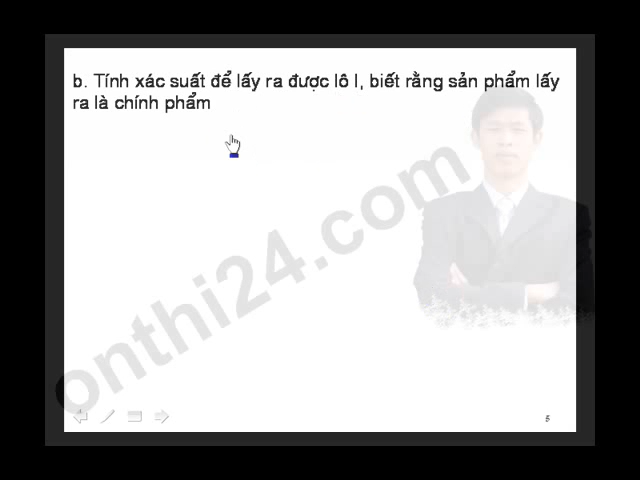 b. Tính xác suất để lấy ra được lô I, biết rằng sản phẩm lấy
ra là chính phẩm
onthi24.com
5